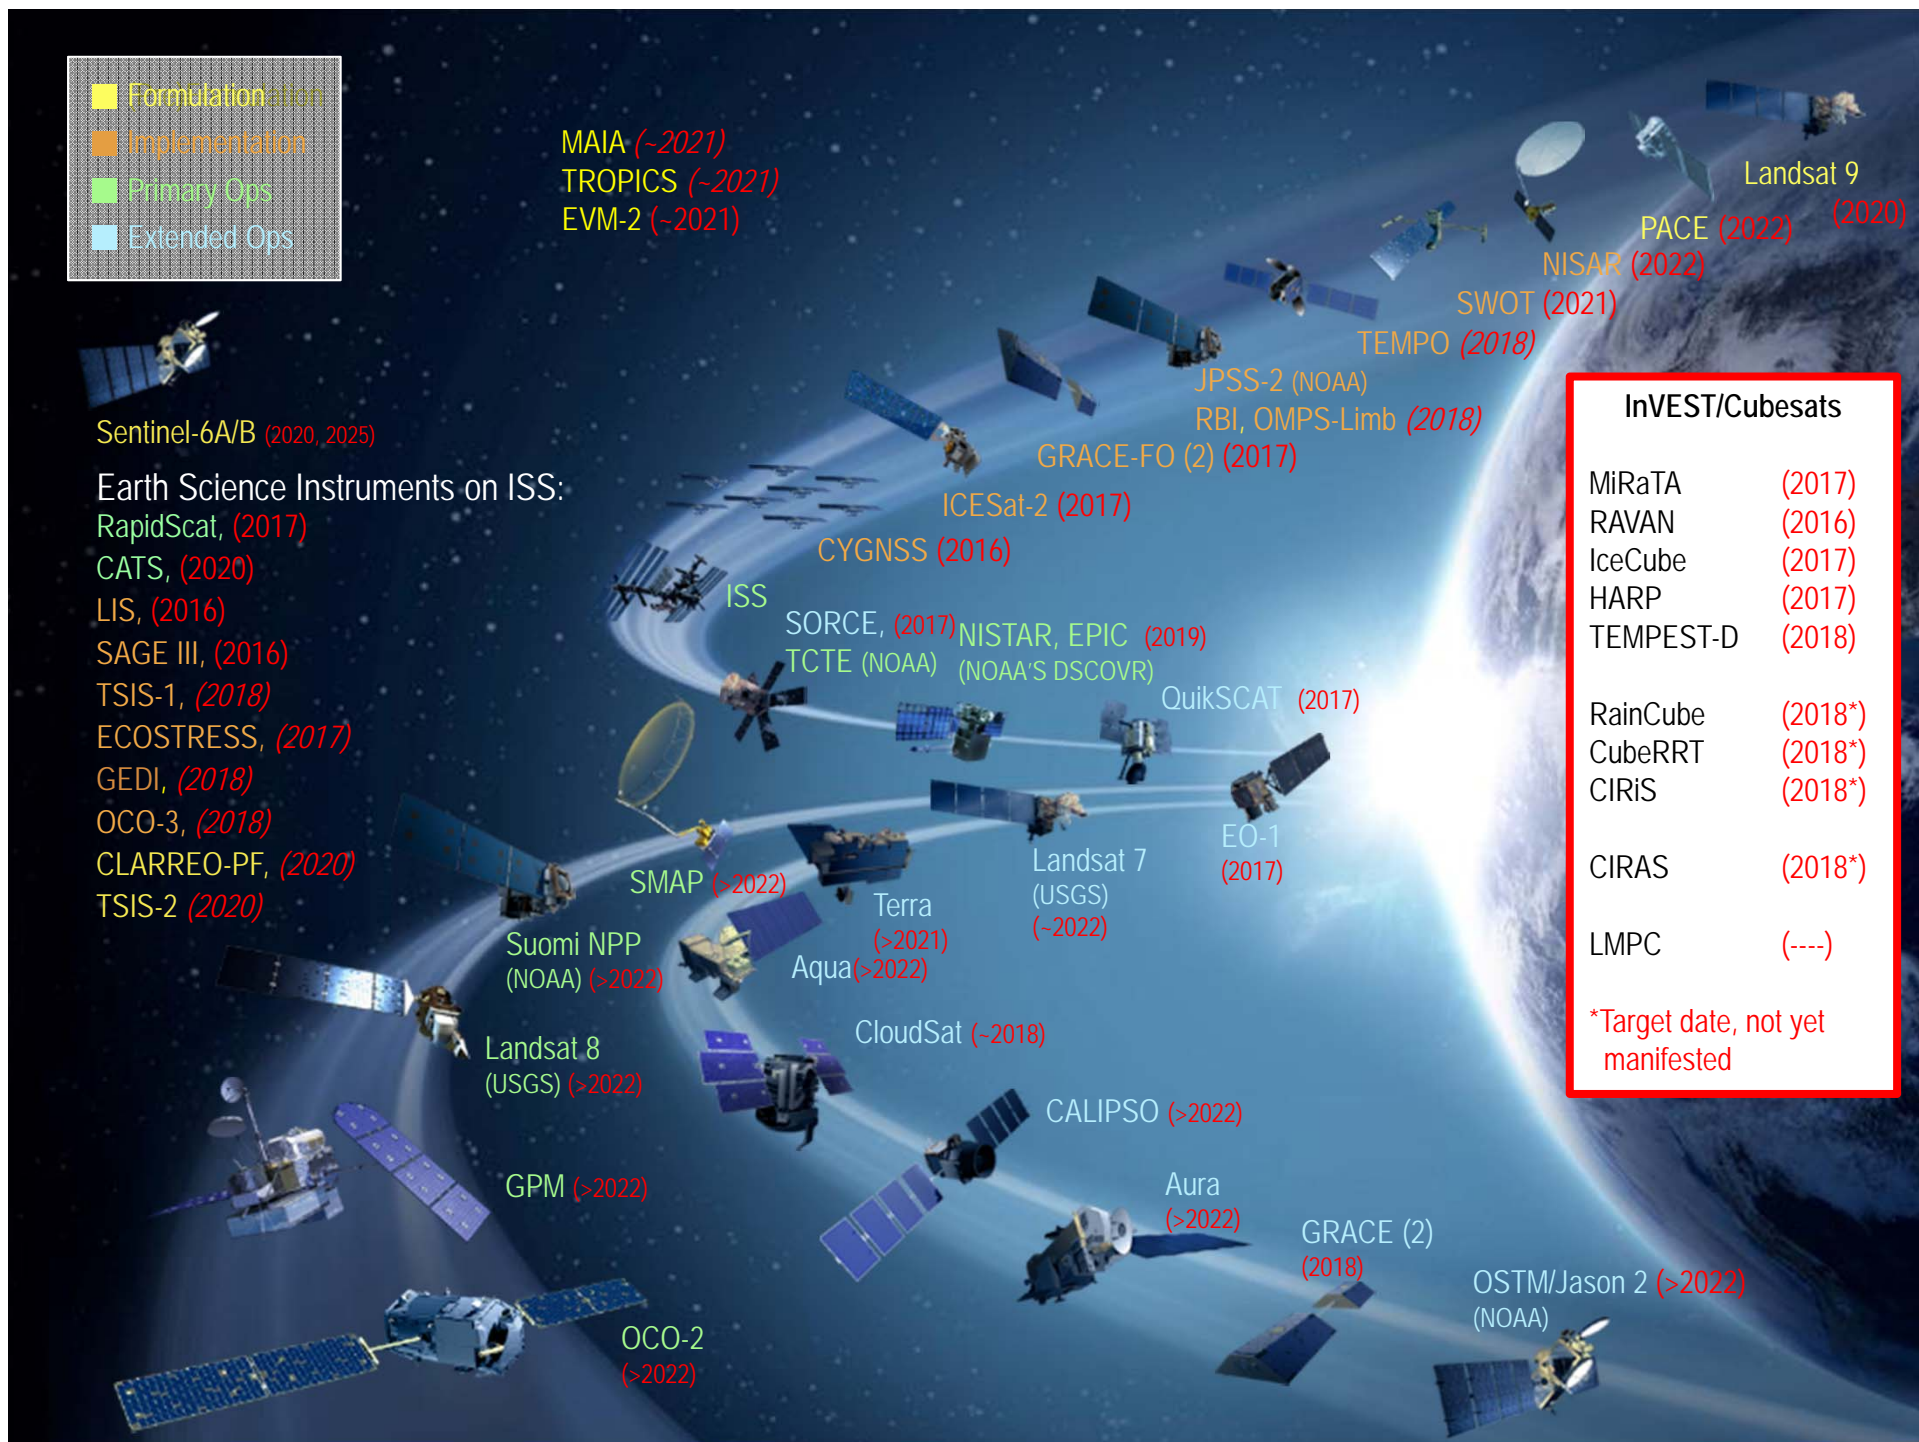 Formulation
Implementation
Primary Ops
Extended Ops
MAIA (~2021)
TROPICS (~2021)
EVM-2 (~2021)
Landsat 9
(2020)
PACE (2022)
NISAR (2022)
SWOT (2021)
TEMPO (2018)
JPSS-2 (NOAA)
RBI, OMPS-Limb (2018)
GRACE-FO (2) (2017)
ICESat-2 (2017)
CYGNSS (2016)
ISS
Sentinel-6A/B (2020, 2025)
Earth Science Instruments on ISS:
RapidScat, (2017)
CATS, (2020)
LIS, (2016)
SAGE III, (2016)
TSIS-1, (2018)
ECOSTRESS, (2017)
GEDI, (2018)
OCO-3, (2018)
CLARREO-PF, (2020)
TSIS-2 (2020)
SORCE, (2017)
TCTE (NOAA)
NISTAR, EPIC (2019)
(NOAA'S DSCOVR)
QuikSCAT (2017)
EO-1
(2017)
Landsat 7
(USGS)
(~2022)
Terra
(>2021)
Aqua(>2022)
SMAP (>2022)
Suomi NPP
(NOAA) (>2022)
Landsat 8
(USGS) (>2022)
GPM (>2022)
OCO-2
(>2022)
CloudSat (~2018)
CALIPSO (>2022)
Aura
(>2022)
GRACE (2)
(2018)
OSTM/Jason 2 (>2022)
(NOAA)
InVEST/Cubesats
MiRaTA (2017)
RAVAN (2016)
IceCube (2017)
HARP (2017)
TEMPEST-D (2018)
RainCube (2018*)
CubeRRT (2018*)
CIRiS (2018*)
CIRAS (2018*)
LMPC (----)
*Target date, not yet
manifested